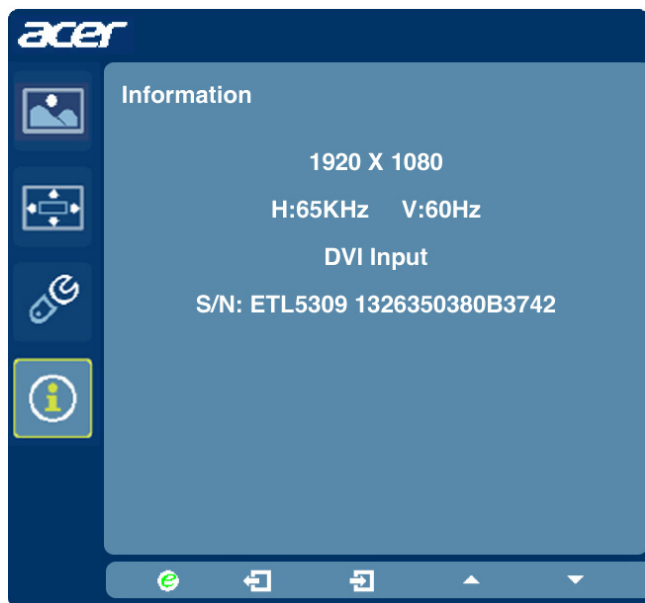 acer
Information
1920 X 1080
H:65KHz V:60Hz
DVI Input
S/N: ETL5309 1326350380B3742